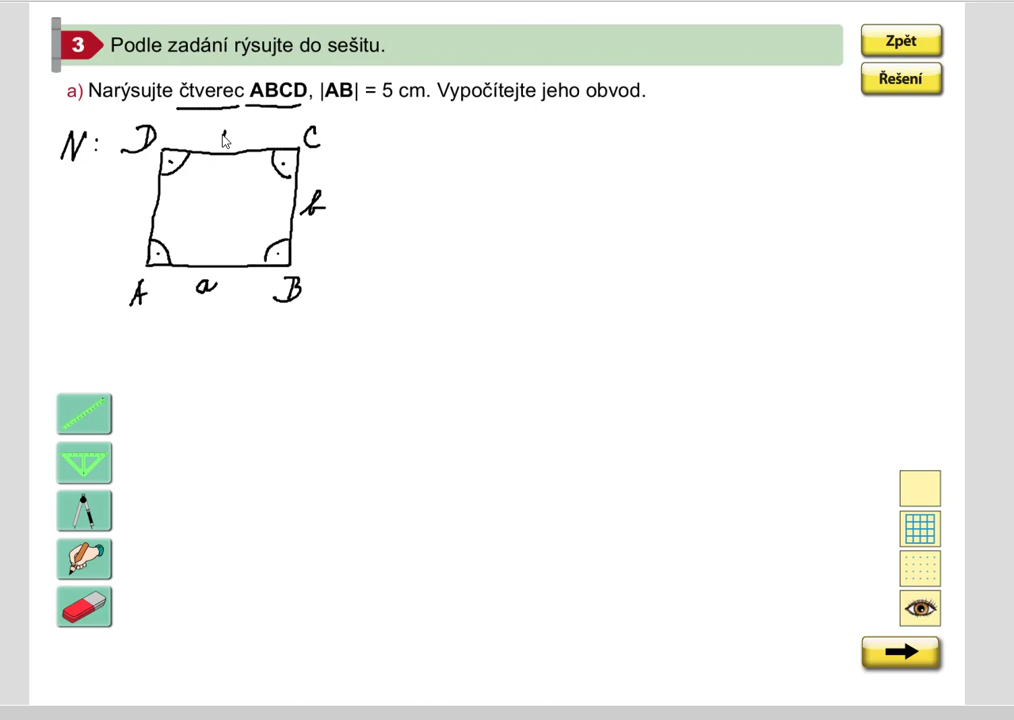 3 Podle zadání rýsujte do sešitu.
Zpět
Řešení
a) Narýsujte čtverec ABCD, |AB| = 5 cm. Vypočítejte jeho obvod.
N: D C
b
A a B